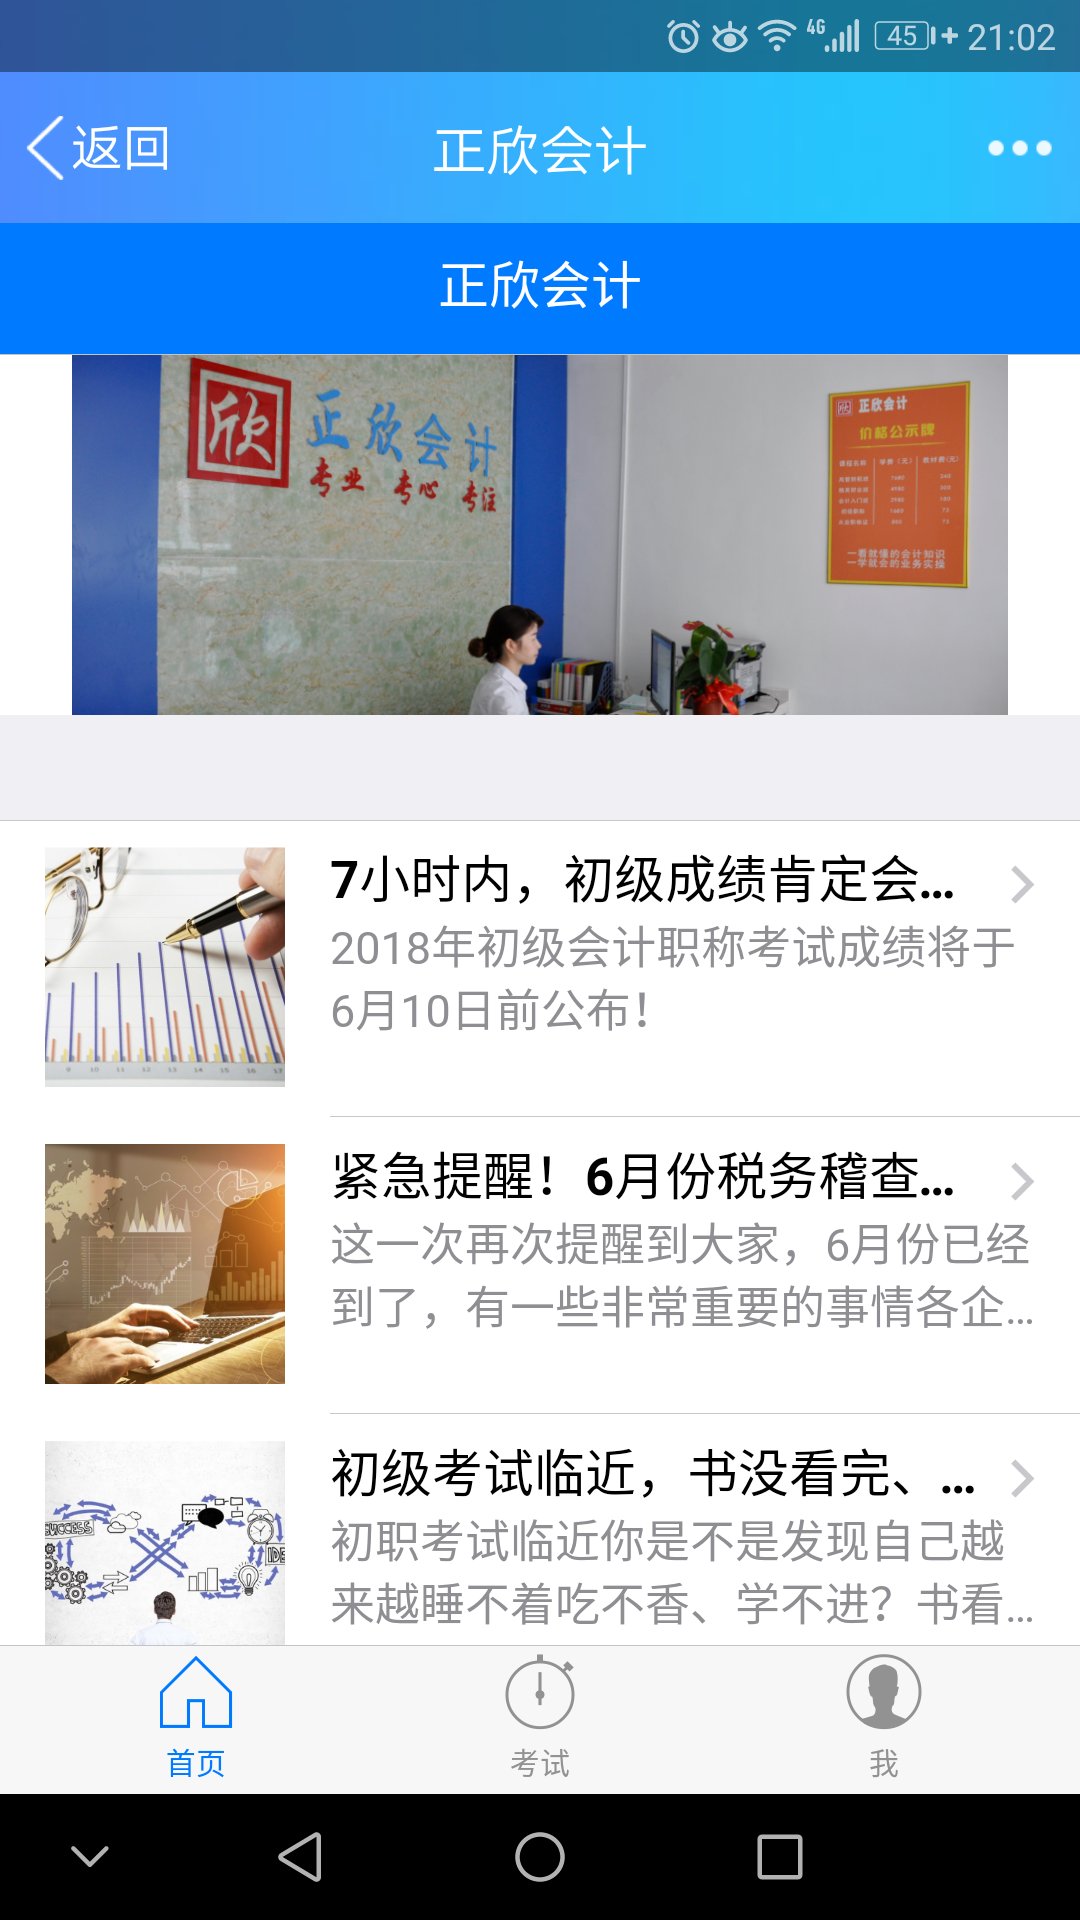 4G 45 21:02
返回
正欣会计
正欣会计
欣
正欣会计
专业 专心 专注
欣 正欣会计
价格公示牌
一看就懂的会计知识
一学就会的业务实操
7小时内，初级成绩肯定会...
2018年初级会计职称考试成绩将于
6月10日前公布！
紧急提醒！6月份税务稽查...
这一次再次提醒到大家，6月份已经
到了，有一些非常重要的事情各企...
SUCCESS
初级考试临近，书没看完、...
初职考试临近你是不是发现自己越
来越睡不着吃不香、学不进？书看...
首页
考试
我